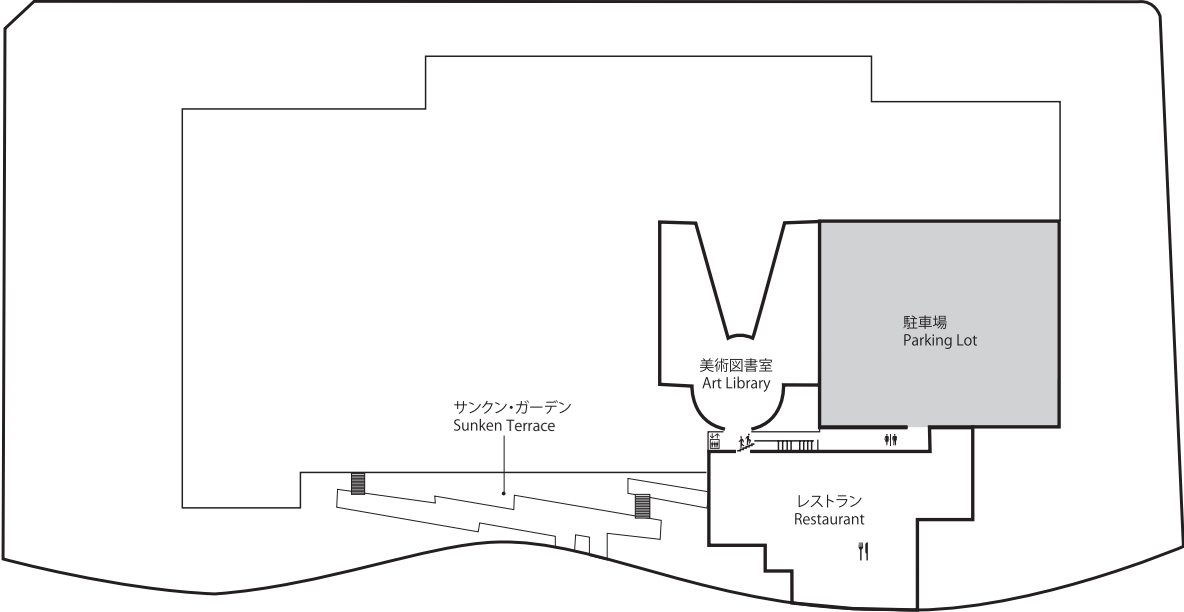 駐車場
Parking Lot
美術図書室
Art Library
サンクン・ガーデン
Sunken Terrace
レストラン
Restaurant